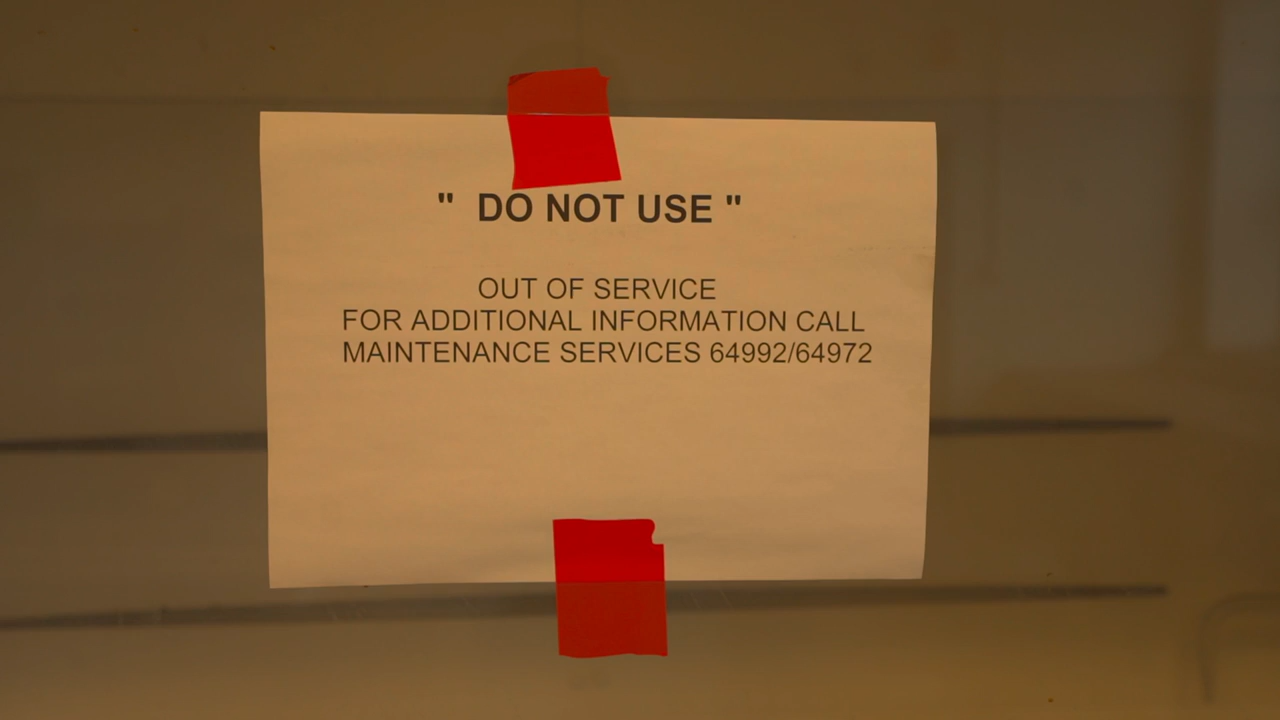 " DO NOT USE "
OUT OF SERVICE
FOR ADDITIONAL INFORMATION CALL
MAINTENANCE SERVICES 64992/64972